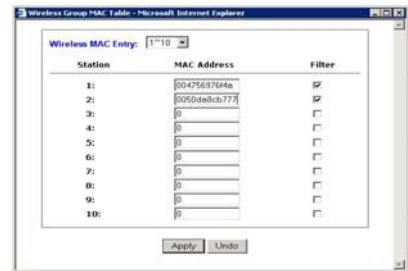 Wireless Group MAC Table - Microsoft Internet Explorer
Wireless MAC Entry: 1~10
Station MAC Address Filter
1: 004756976f4a
2: 0050da8cb777
3: 0
4: 0
5: 0
6: 0
7: 0
8: 0
9: 0
10: 0
Apply Undo